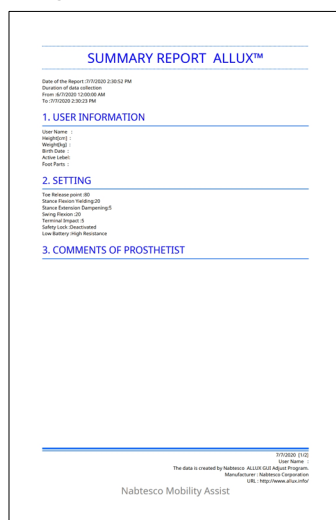 SUMMARY REPORT ALLUX™
Date of the Report :7/7/2020 2:30:52 PM
Duration of data collection
From :6/7/2020 12:00:00 AM
To :7/7/2020 2:30:23 PM
1. USER INFORMATION
User Name :
Height[cm] :
Weight[kg] :
Birth Date :
Active Lebel:
Foot Parts :
2. SETTING
Toe Release point :80
Stance Flexion Yielding:20
Stance Extension Dampening:5
Swing Flexion :20
Terminal Impact :5
Safety Lock :Deactivated
Low Battery :High Resistance
3. COMMENTS OF PROSTHETIST
7/7/2020 [1/2]
User Name :
The data is created by Nabtesco ALLUX GUI Adjust Program.
Manufacturer : Nabtesco Corporation
URL : http://www.allux.info/
Nabtesco Mobility Assist